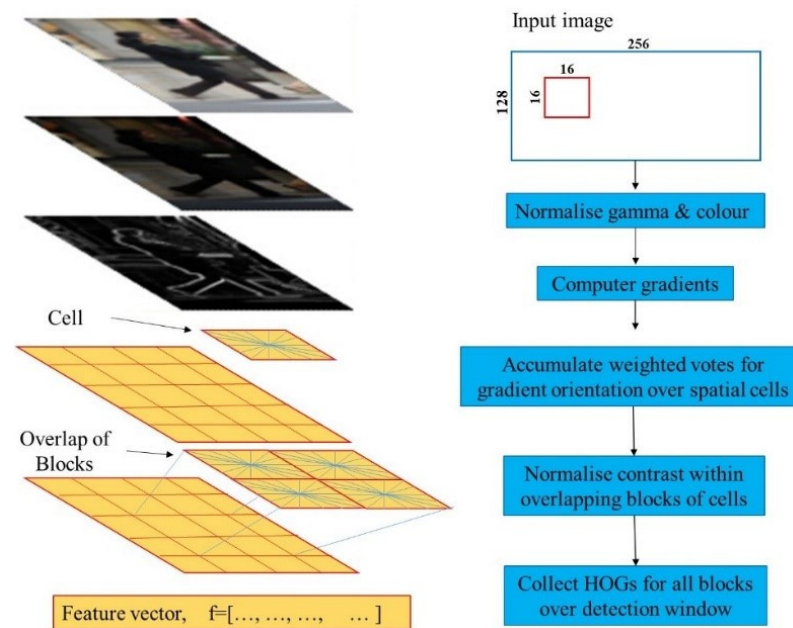 Input image
256
16
16
128
Normalise gamma & colour
Computer gradients
Cell
Accumulate weighted votes for
gradient orientation over spatial cells
Overlap of
Blocks
Normalise contrast within
overlapping blocks of cells
Collect HOGs for all blocks
over detection window
Feature vector, f=[…, …, …, … ]